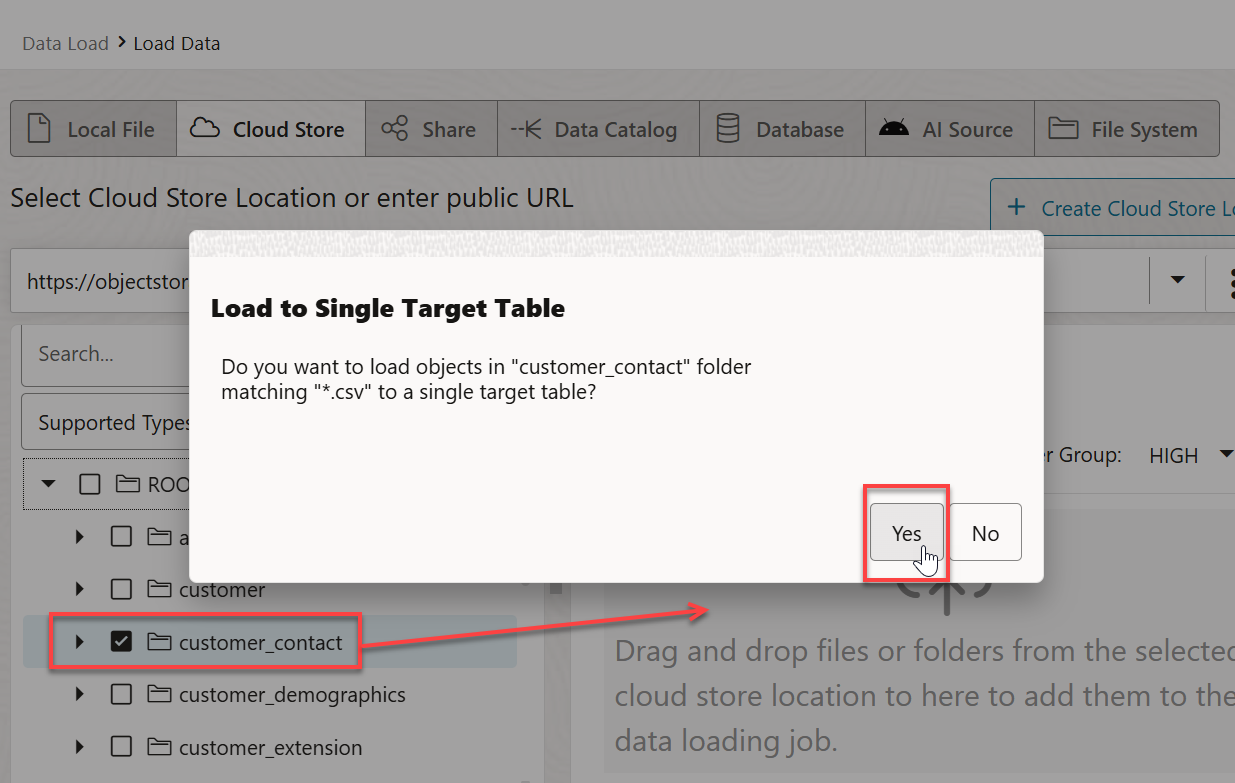 Data Load > Load Data
Local File
Cloud Store
Share
Data Catalog
Database
AI Source
File System
Select Cloud Store Location or enter public URL
+ Create Cloud Store
https://objectstor
Load to Single Target Table
Do you want to load objects in "customer_contact" folder
matching "*.csv" to a single target table?
Yes
No
Search...
Supported Types
Group:
HIGH
customer
customer_contact
customer_demographics
customer_extension
Drag and drop files or folders from the selected
cloud store location to here to add them to the
data loading job.